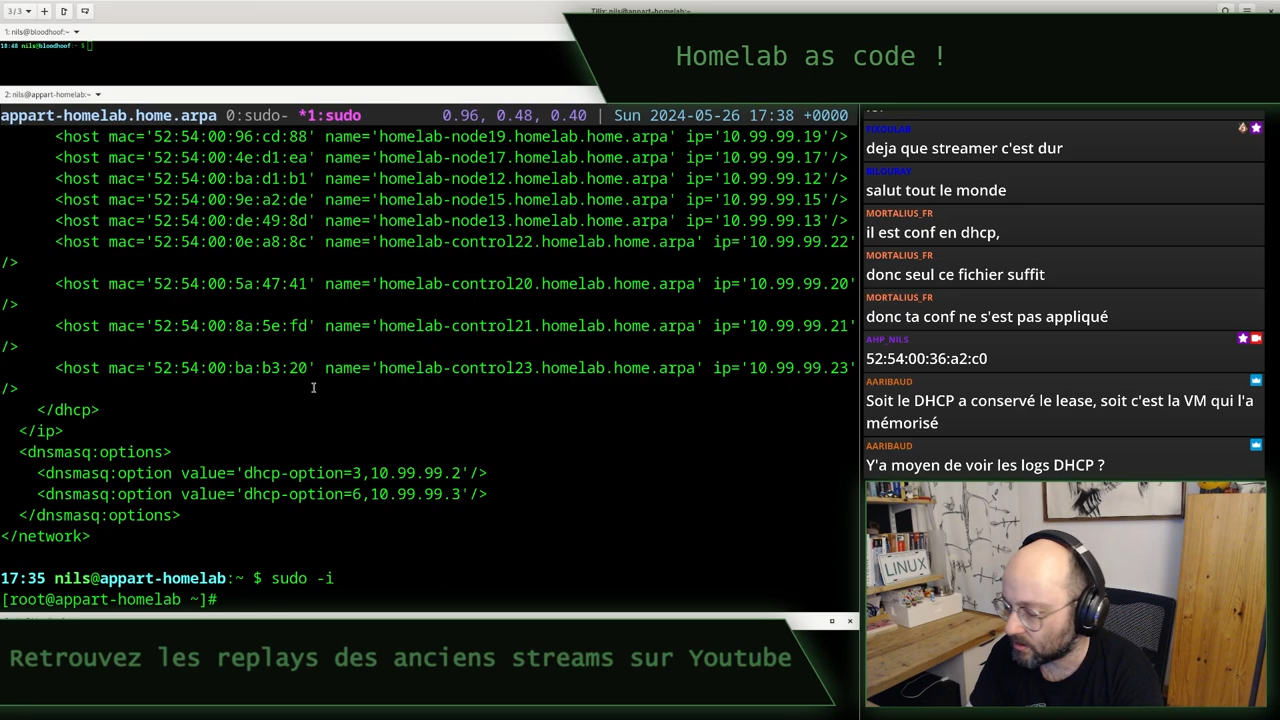 3 / 3
Tilix: nils@appart-homelab:~
1: nils@bloodhoof:~
18:48 nils@bloodhoof:~ $
2: nils@appart-homelab:~
Homelab as code !
appart-homelab.home.arpa 0:sudo- *1:sudo 0.96, 0.48, 0.40 | Sun 2024-05-26 17:38 +0000
<host mac='52:54:00:96:cd:88' name='homelab-node19.homelab.home.arpa' ip='10.99.99.19'/>
<host mac='52:54:00:4e:d1:ea' name='homelab-node17.homelab.home.arpa' ip='10.99.99.17'/>
<host mac='52:54:00:ba:d1:b1' name='homelab-node12.homelab.home.arpa' ip='10.99.99.12'/>
<host mac='52:54:00:9e:a2:de' name='homelab-node15.homelab.home.arpa' ip='10.99.99.15'/>
<host mac='52:54:00:de:49:8d' name='homelab-node13.homelab.home.arpa' ip='10.99.99.13'/>
<host mac='52:54:00:0e:a8:8c' name='homelab-control22.homelab.home.arpa' ip='10.99.99.22'
/>
<host mac='52:54:00:5a:47:41' name='homelab-control20.homelab.home.arpa' ip='10.99.99.20'
/>
<host mac='52:54:00:8a:5e:fd' name='homelab-control21.homelab.home.arpa' ip='10.99.99.21'
/>
<host mac='52:54:00:ba:b3:20' name='homelab-control23.homelab.home.arpa' ip='10.99.99.23'
/>
</dhcp>
</ip>
<dnsmasq:options>
<dnsmasq:option value='dhcp-option=3,10.99.99.2'/>
<dnsmasq:option value='dhcp-option=6,10.99.99.3'/>
</dnsmasq:options>
</network>
17:35 nils@appart-homelab:~ $ sudo -i
[root@appart-homelab ~]#
TIXOULAB
deja que streamer c'est dur
BILOURAY
salut tout le monde
MORTALIUS_FR
il est conf en dhcp,
MORTALIUS_FR
donc seul ce fichier suffit
MORTALIUS_FR
donc ta conf ne s'est pas appliqué
AHP_NILS
52:54:00:36:a2:c0
AARIBAUD
Soit le DHCP a conservé le lease, soit c'est la VM qui l'a
mémorisé
AARIBAUD
Y'a moyen de voir les logs DHCP ?
LINUX
Retrouvez les replays des anciens streams sur Youtube